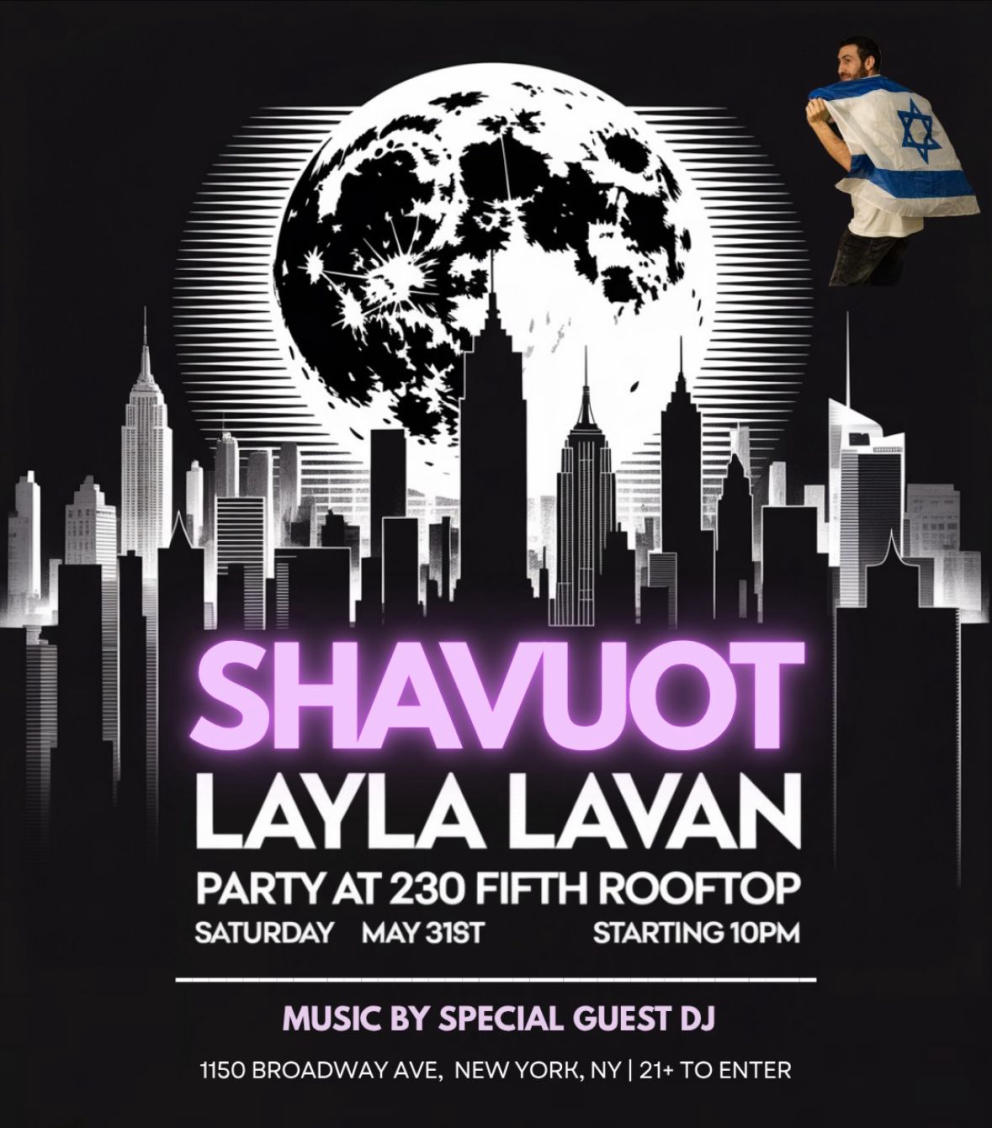 SHAVUOT
LAYLA LAVAN
PARTY AT 230 FIFTH ROOFTOP
SATURDAY MAY 31ST STARTING 10PM
MUSIC BY SPECIAL GUEST DJ
1150 BROADWAY AVE, NEW YORK, NY | 21+ TO ENTER